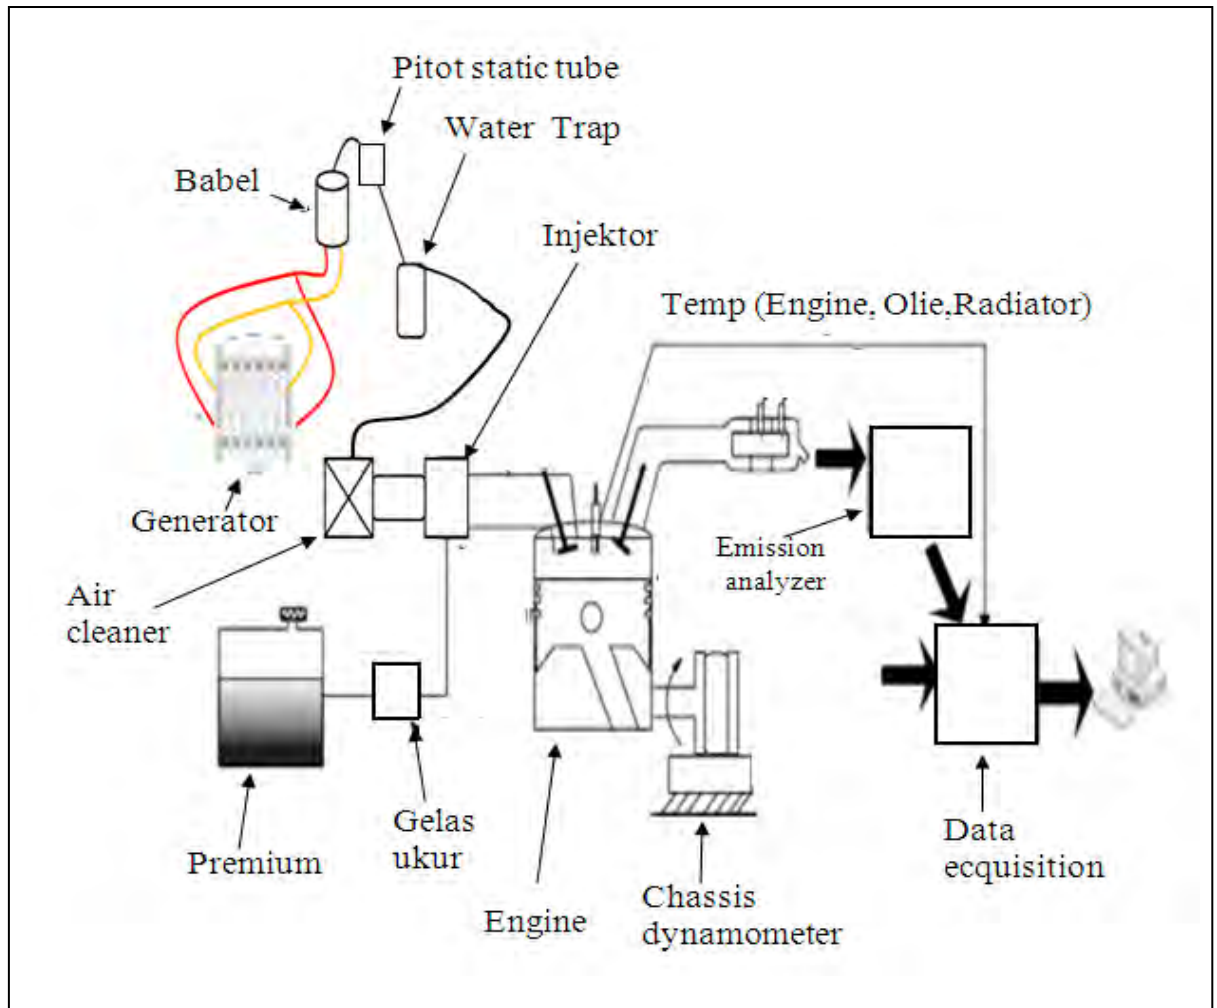 Pitot static tube
Water Trap
Babel
Injektor
Temp (Engine, Olie,Radiator)
Generator
Emission
analyzer
Air
cleaner
Gelas
ukur
Premium
Data
ecquisition
Engine
Chassis
dynamometer